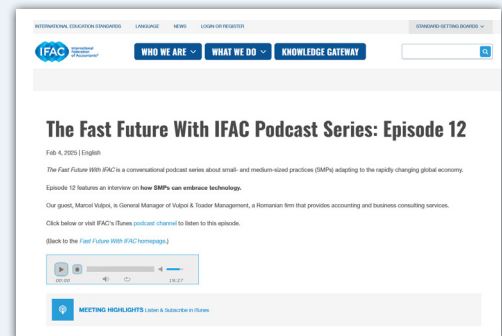 INTERNATIONAL EDUCATION STANDARDS LANGUAGE NEWS LOGIN OR REGISTER STANDARD-SETTING BOARDS
IFAC International Federation of Accountants®
WHO WE ARE WHAT WE DO KNOWLEDGE GATEWAY
The Fast Future With IFAC Podcast Series: Episode 12
Feb 4, 2025 | English
The Fast Future With IFAC is a conversational podcast series about small- and medium-sized practices (SMPs) adapting to the rapidly changing global economy.
Episode 12 features an interview on how SMPs can embrace technology.
Our guest, Marcel Vulpoi, is General Manager of Vulpoi & Toader Management, a Romanian firm that provides accounting and business consulting services.
Click below or visit IFAC's iTunes podcast channel to listen to this episode.
(Back to the Fast Future With IFAC homepage.)
00:00 19:27
MEETING HIGHLIGHTS Listen & Subscribe in iTunes